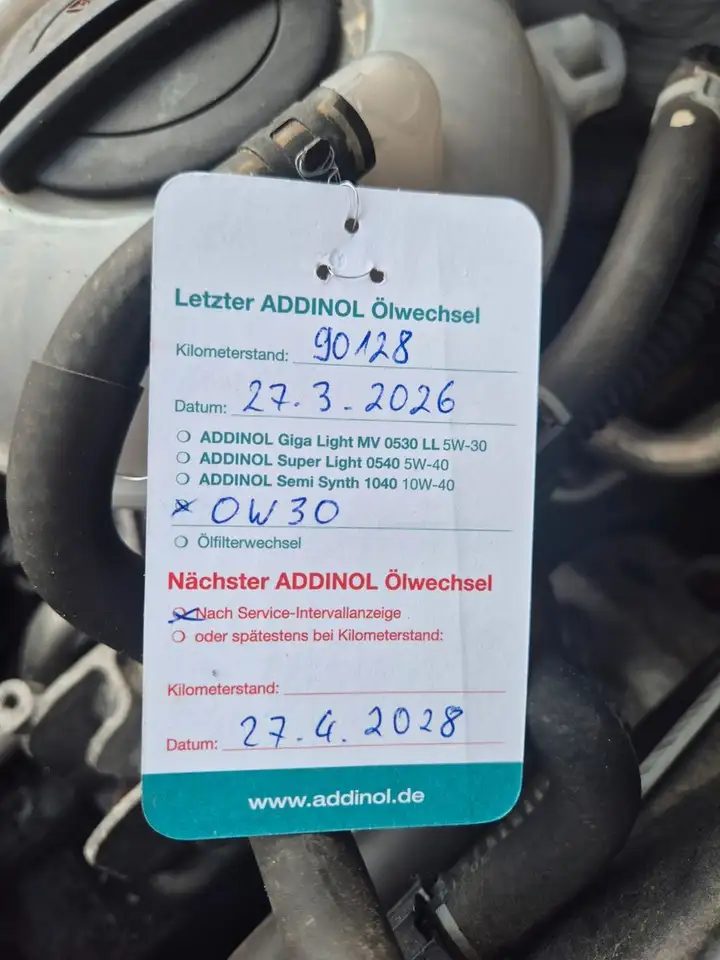 Letzter ADDINOL Ölwechsel
Kilometerstand: 90128
Datum: 27.3.2026
ADDINOL Giga Light MV 0530 LL 5W-30
ADDINOL Super Light 0540 5W-40
ADDINOL Semi Synth 1040 10W-40
OW30
Ölfilterwechsel
Nächster ADDINOL Ölwechsel
Nach Service-Intervallanzeige
oder spätestens bei Kilometerstand:
Kilometerstand:
Datum: 27.4.2028
www.addinol.de